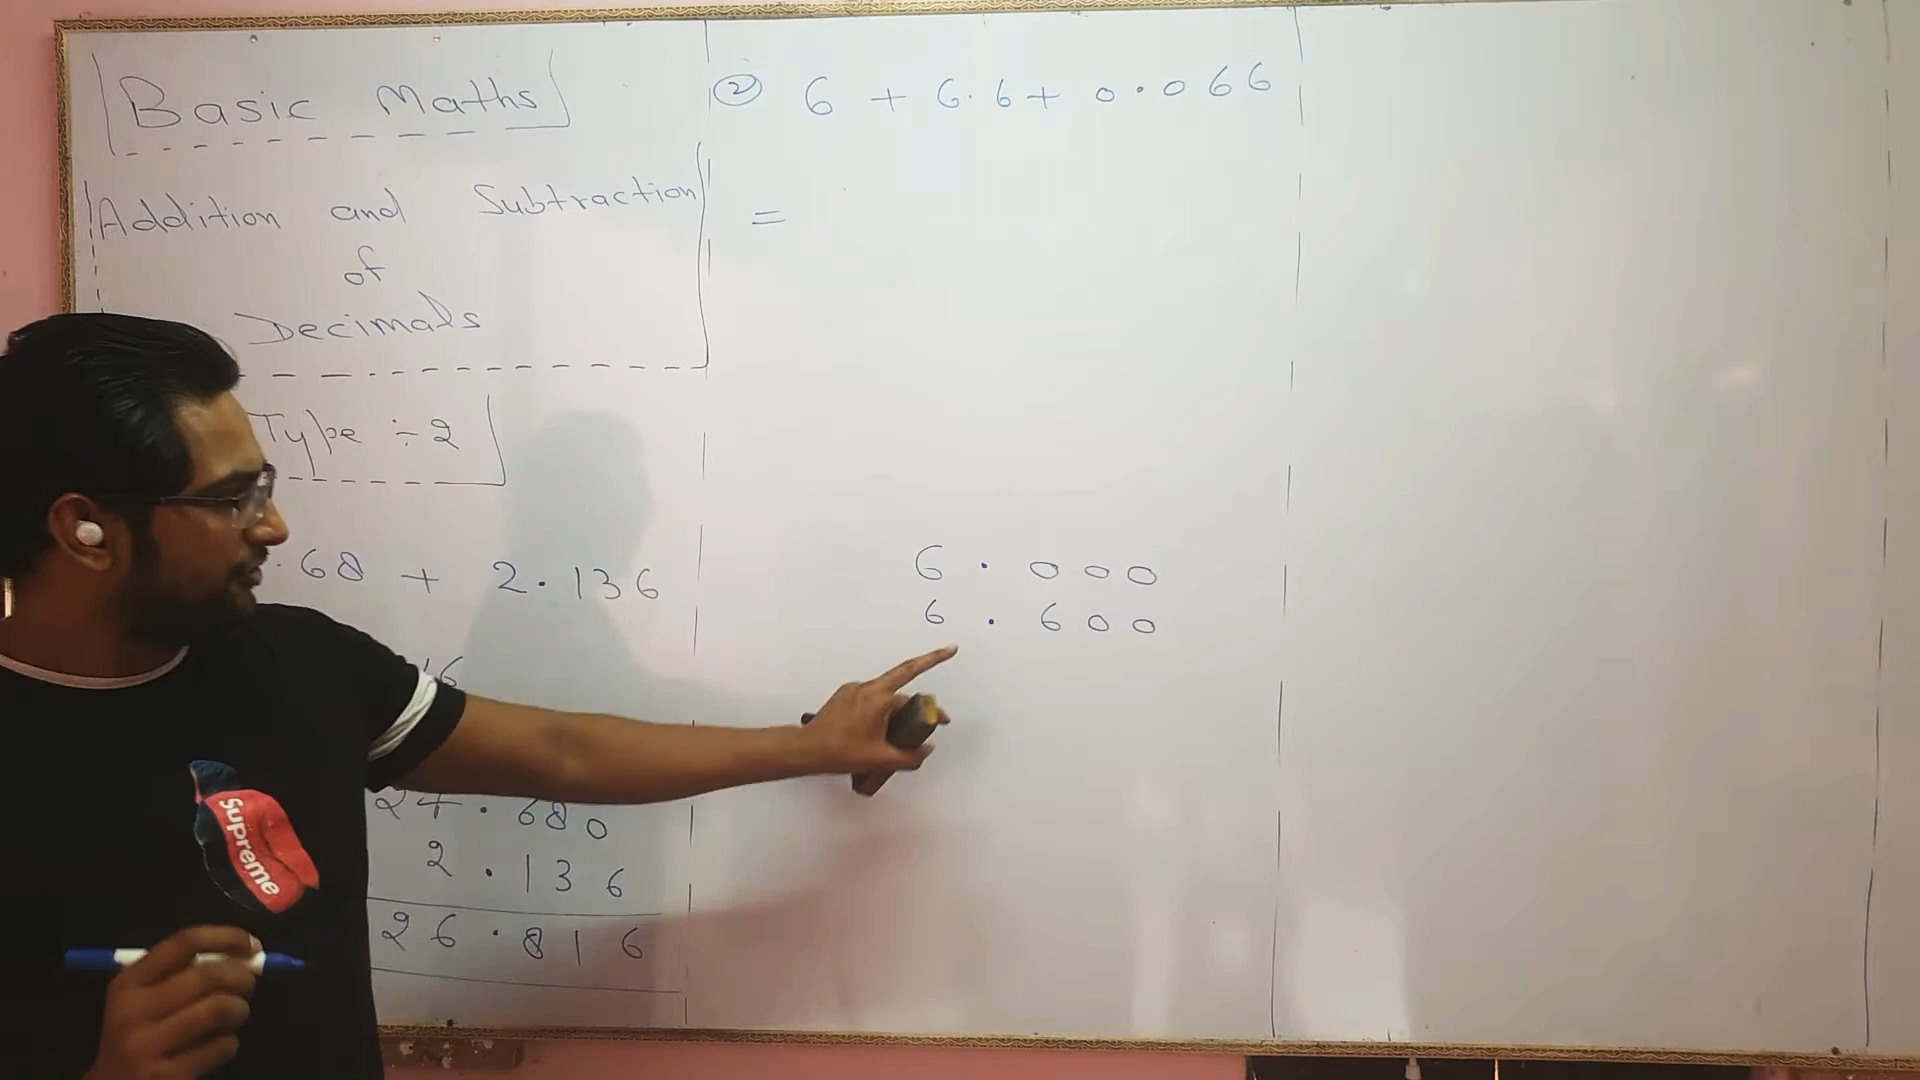 Basic Maths
Addition and Subtraction
of
Decimals
Type ÷ 2
.68 + 2.136
16
24.680
2.136
26.816
② 6 + 6.6 + 0.066
=
6.000
6.600
Supreme